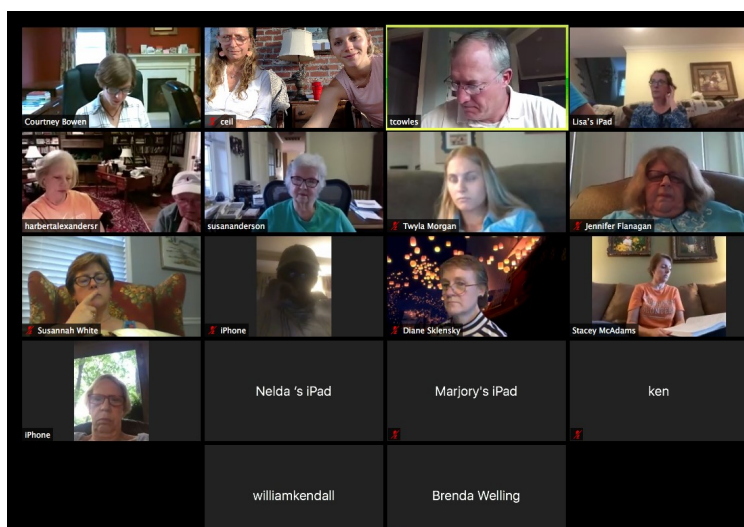 Courtney Bowen
ceil
tcowles
Lisa's iPad
harbertalexandersr
susananderson
Twyla Morgan
Jennifer Flanagan
Susannah White
iPhone
Diane Sklensky
Stacey McAdams
iPhone
Nelda 's iPad
Marjory's iPad
ken
williamkendall
Brenda Welling